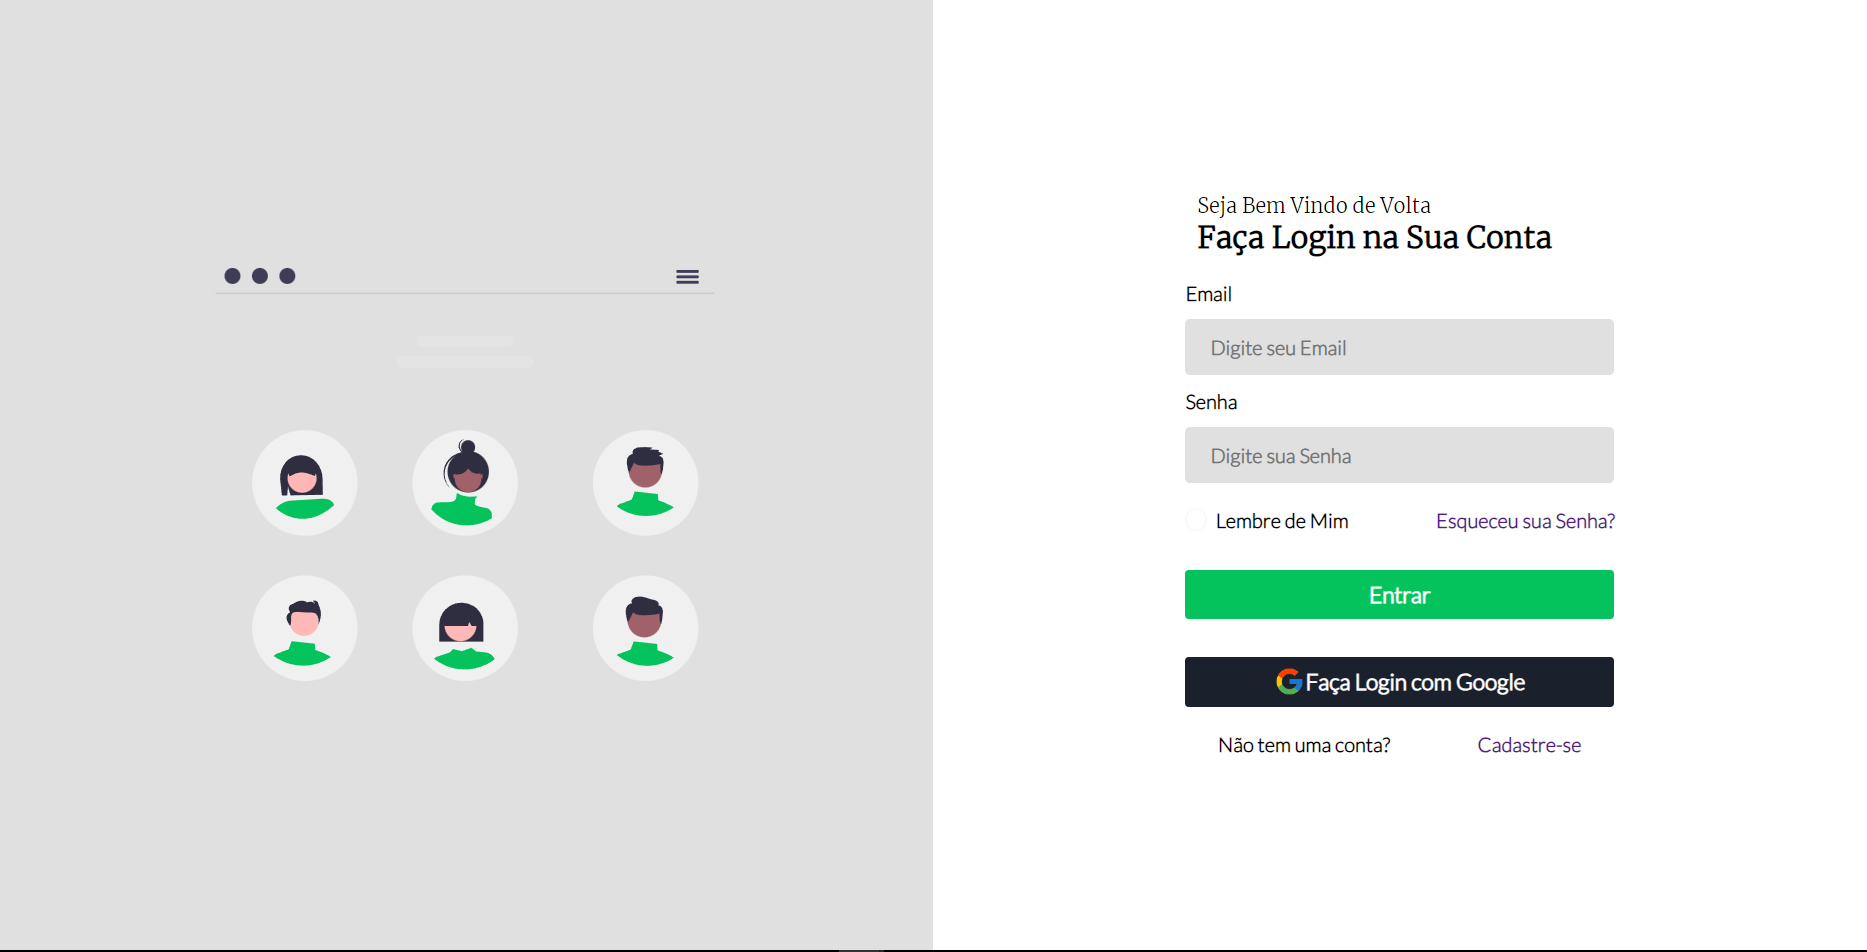 Seja Bem Vindo de Volta
Faça Login na Sua Conta
Email
Digite seu Email
Senha
Digite sua Senha
Lembre de Mim Esqueceu sua Senha?
Entrar
Faça Login com Google
Não tem uma conta? Cadastre-se